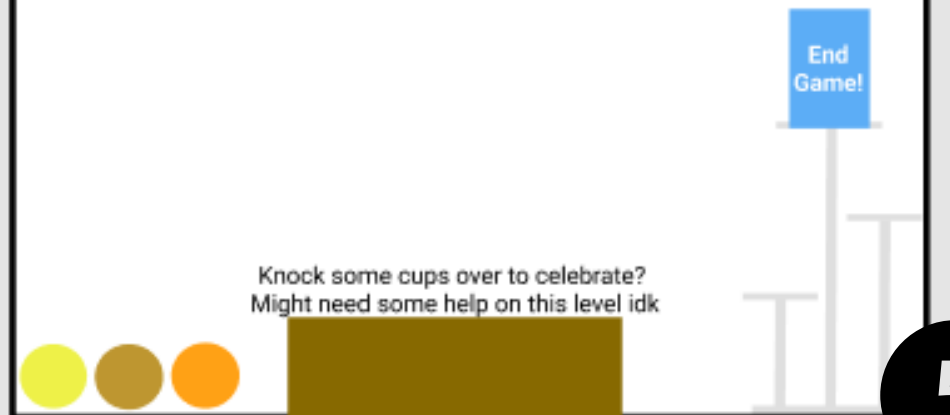 End
Game!
Knock some cups over to celebrate?
Might need some help on this level idk